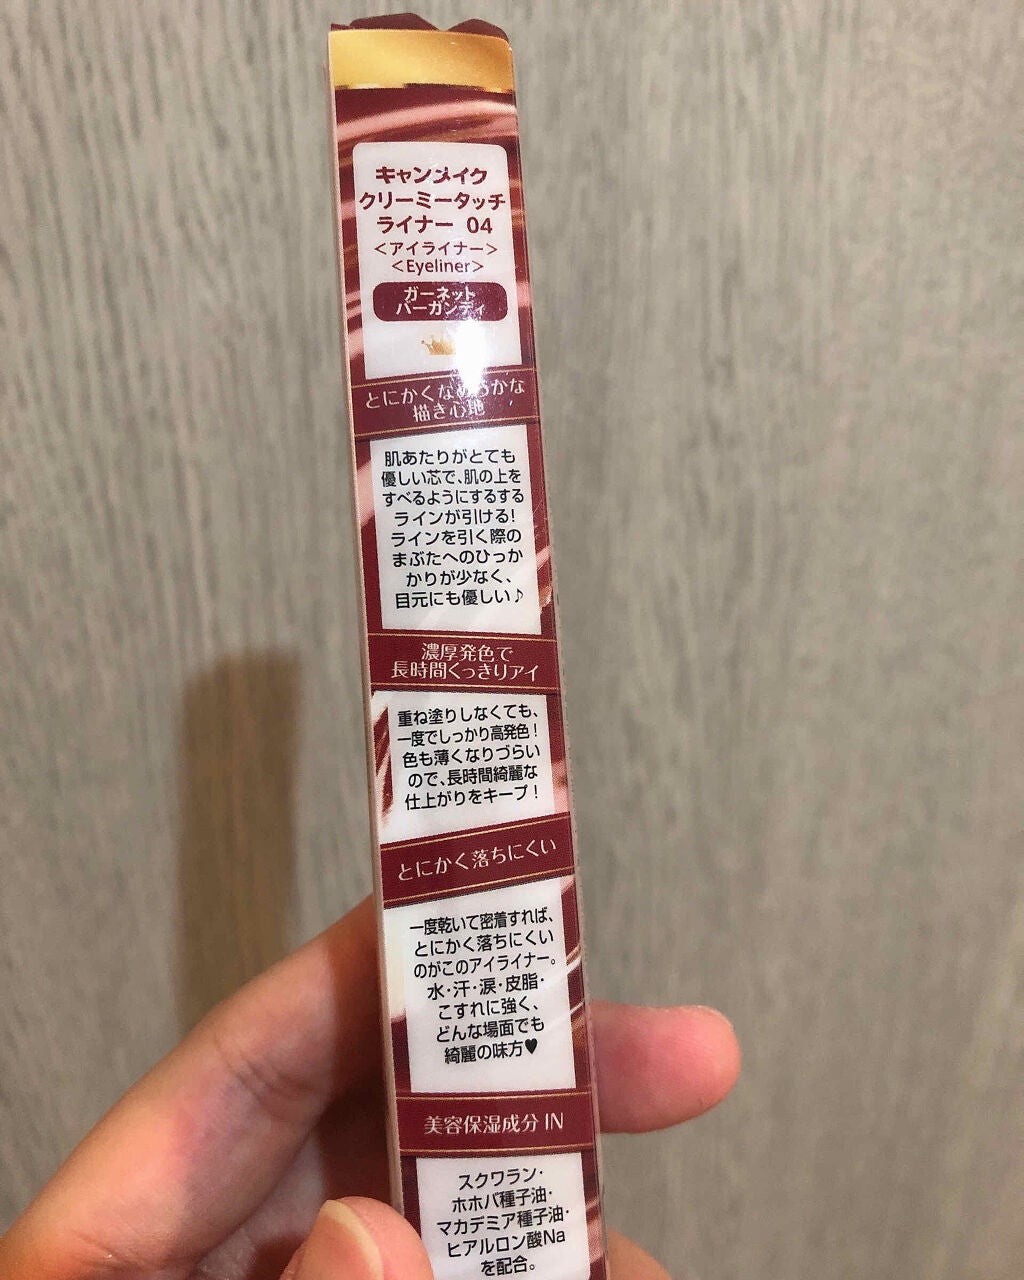 キャンメイク
クリーミータッチ
ライナー 04
＜アイライナー＞
＜Eyeliner＞
ガーネット
バーガンディ
とにかくなめらかな
描き心地
肌あたりがとても
優しい芯で、肌の上を
すべるようにするする
ラインが引ける！
ラインを引く際の
まぶたへのひっか
かりが少なく、
目元にも優しい♪
濃厚発色で
長時間くっきりアイ
重ね塗りしなくても、
一度でしっかり高発色！
色も薄くなりづらい
ので、長時間綺麗な
仕上がりをキープ！
とにかく落ちにくい
一度乾いて密着すれば、
とにかく落ちにくい
のがこのアイライナー。
水・汗・涙・皮脂・
こすれに強く、
どんな場面でも
綺麗の味方♥
美容保湿成分 IN
スクワラン・
ホホバ種子油・
マカデミア種子油・
ヒアルロン酸Na
を配合。